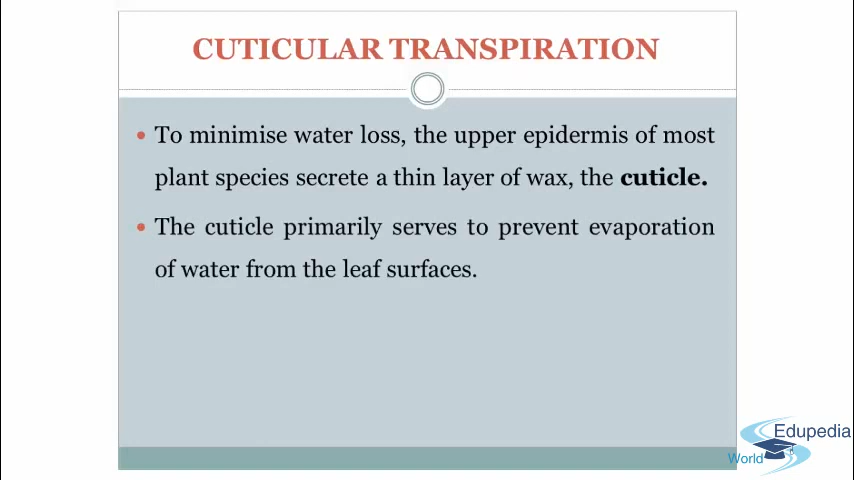 CUTICULAR TRANSPIRATION
• To minimise water loss, the upper epidermis of most
plant species secrete a thin layer of wax, the cuticle.
• The cuticle primarily serves to prevent evaporation
of water from the leaf surfaces.
Edupedia
World